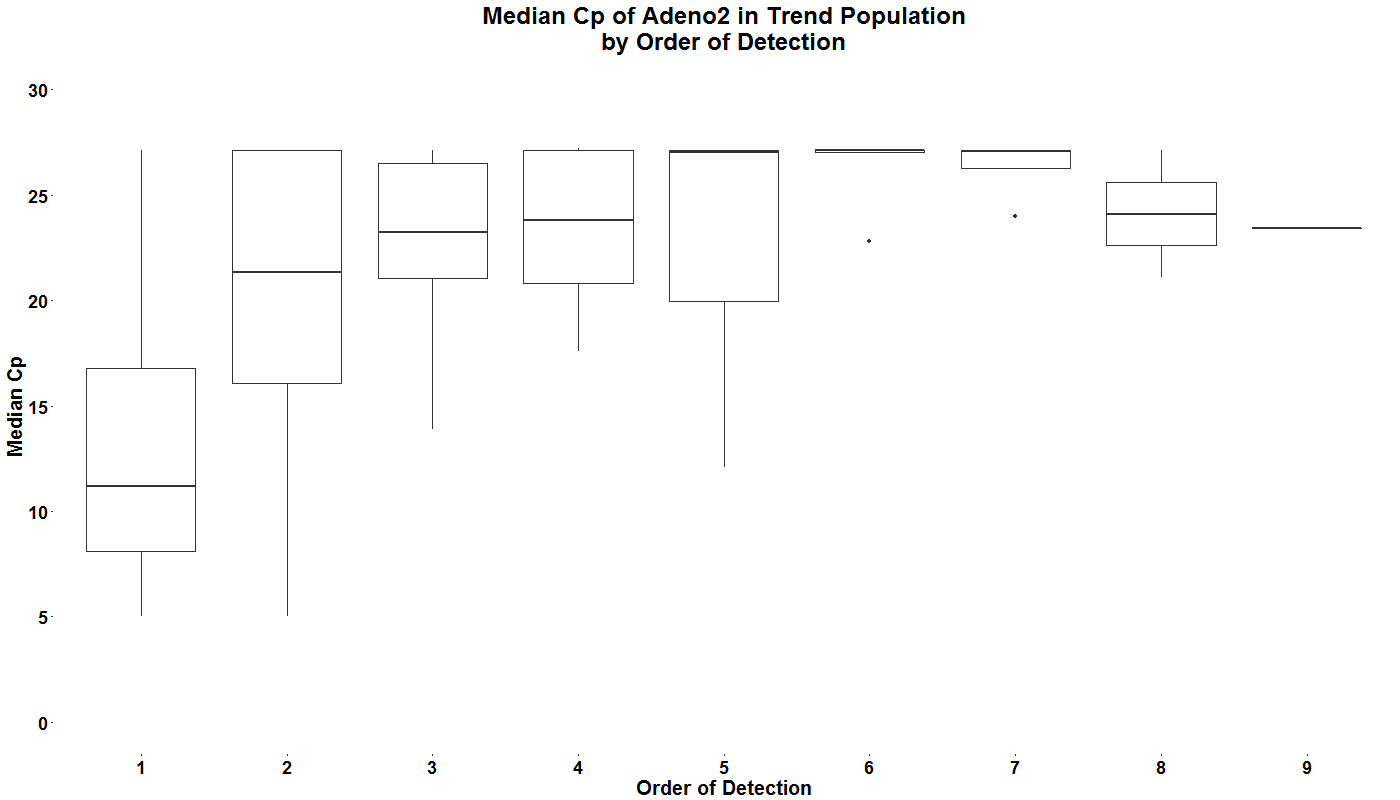 Median Cp of Adeno2 in Trend Population
by Order of Detection
30
25
20
15
10
5
0
Median Cp
1 2 3 4 5 6 7 8 9
Order of Detection